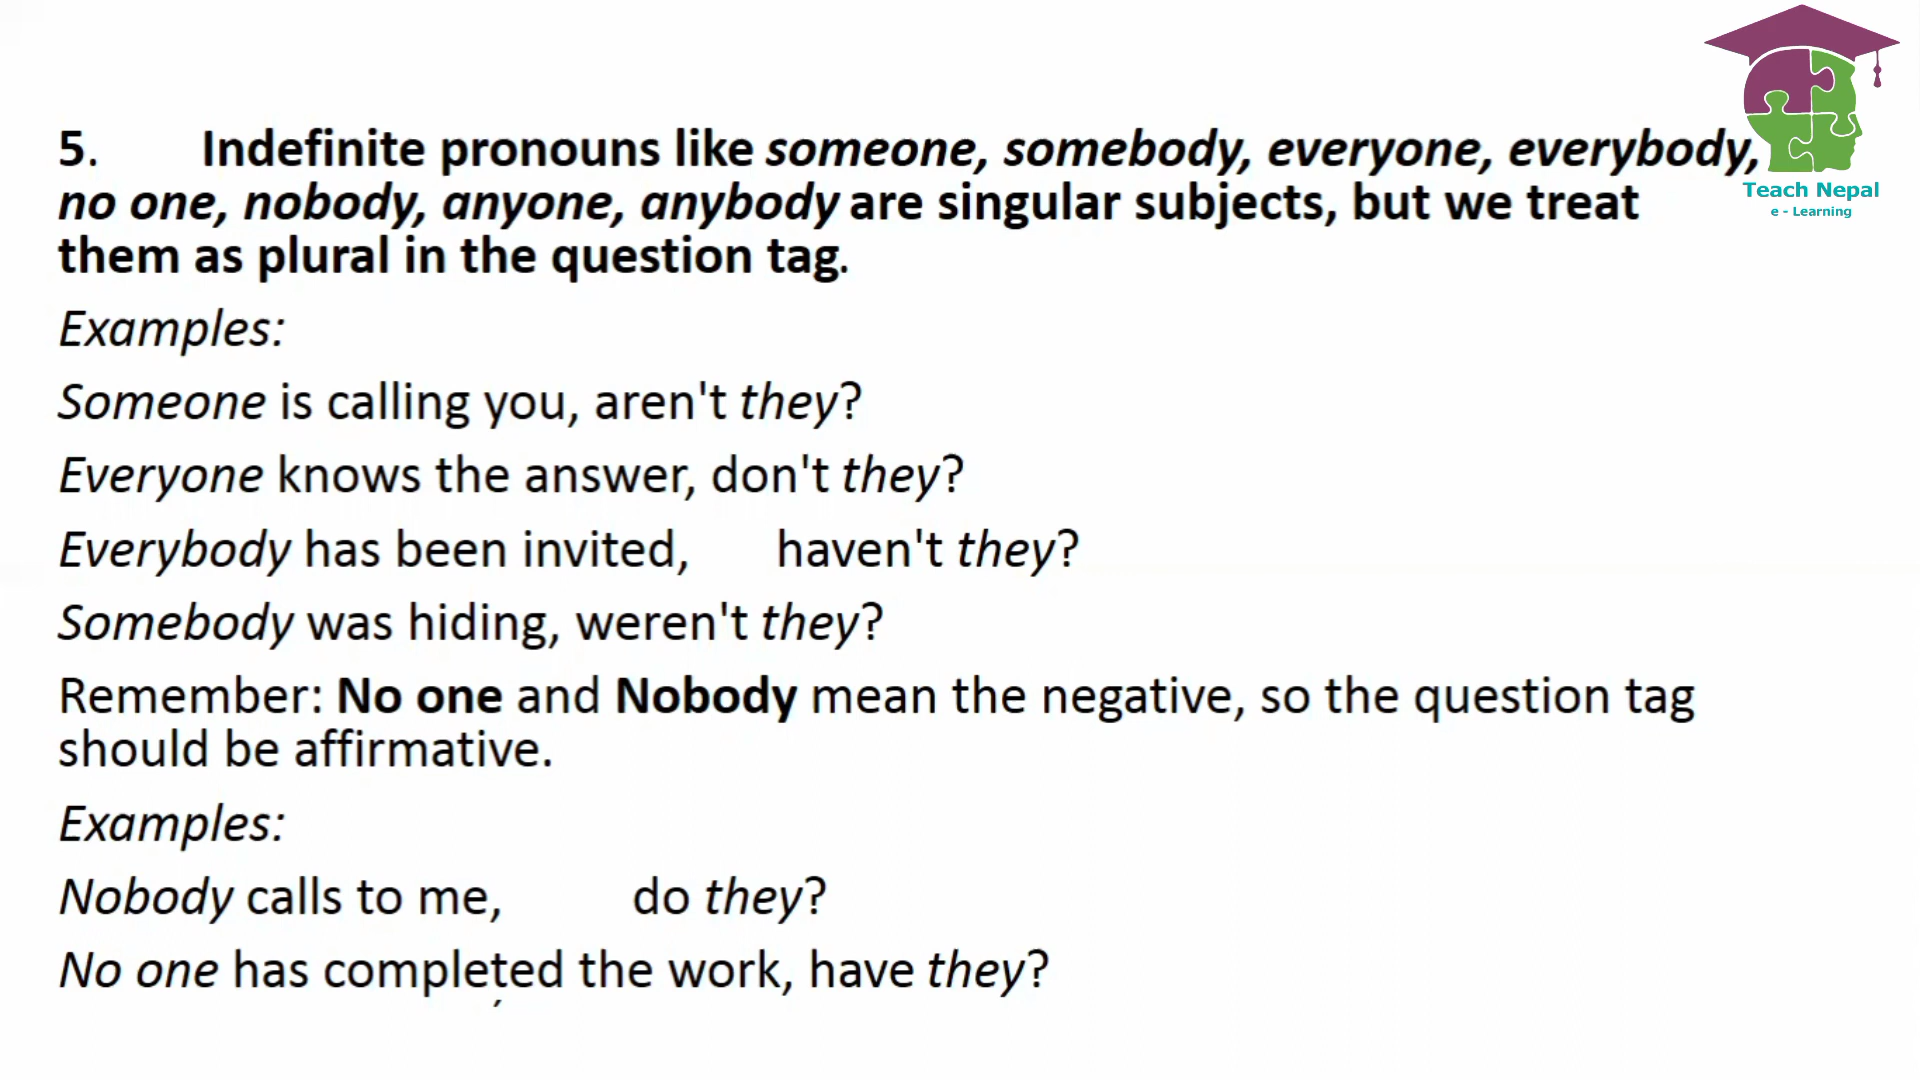 Teach Nepal
e - Learning
5. Indefinite pronouns like someone, somebody, everyone, everybody,
no one, nobody, anyone, anybody are singular subjects, but we treat
them as plural in the question tag.
Examples:
Someone is calling you, aren't they?
Everyone knows the answer, don't they?
Everybody has been invited, haven't they?
Somebody was hiding, weren't they?
Remember: No one and Nobody mean the negative, so the question tag
should be affirmative.
Examples:
Nobody calls to me, do they?
No one has completed the work, have they?